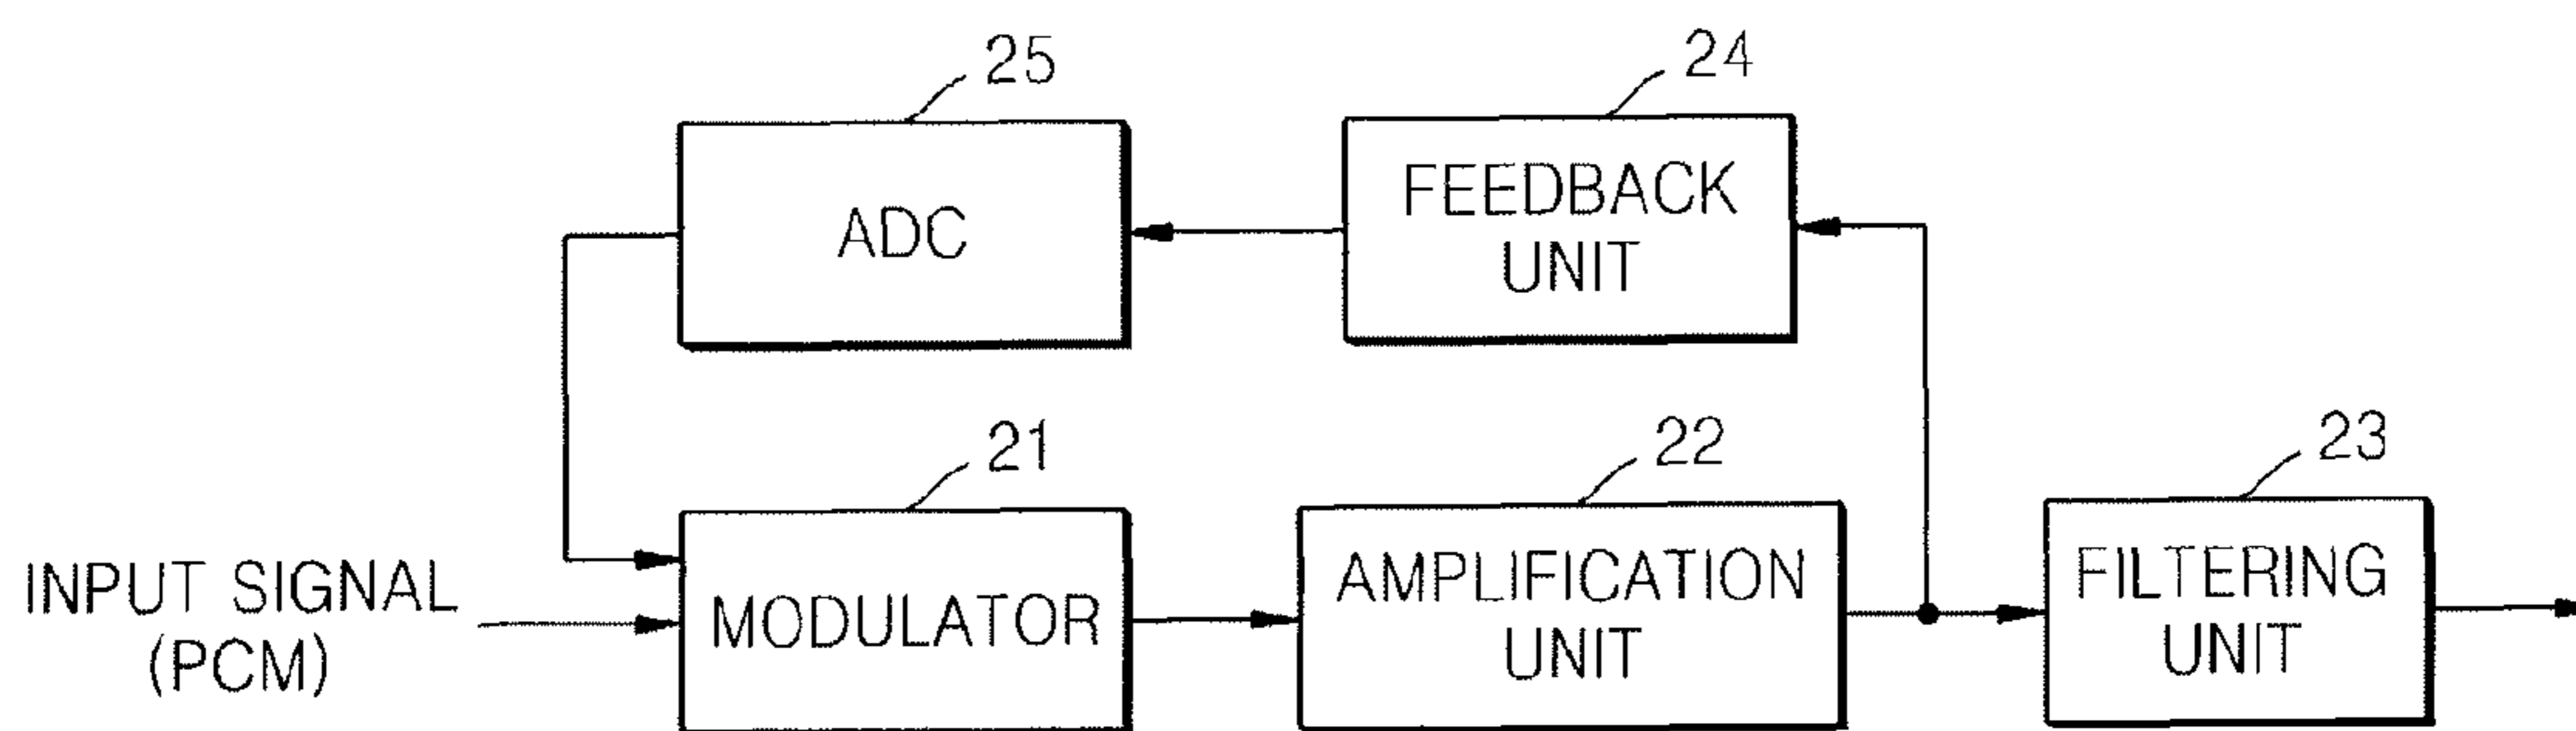 25
24
ADC
FEEDBACK
UNIT
21
22
23
INPUT SIGNAL
(PCM)
MODULATOR
AMPLIFICATION
UNIT
FILTERING
UNIT